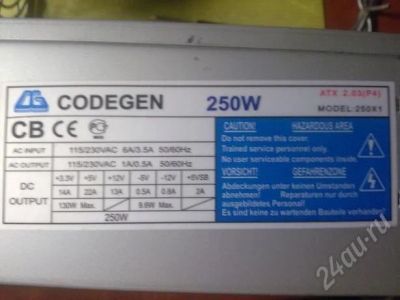 CG CODEGEN 250W ATX 2.03(P4)
MODEL:250X1
CB CE
CAUTION! HAZARDOUS AREA
Do not remove this cover.
Trained service personnel only.
No user serviceable components inside.
VORSICHT! GEFAHRENZONE
Abdeckungen unter keinen Umstanden
abnehmen! Reparaturen nur durch
ausgebildetes Personal.
Es sind keine zu wartenden Bauteile vorhanden!
AC INPUT 115/230VAC 6A/3.5A 50/60Hz
AC OUTPUT 115/230VAC 1A/0.5A 50/60Hz
DC OUTPUT
+3.3V +5V +12V -5V -12V +5VSB
14A 22A 13A 0.5A 0.8A 2A
130W Max. 9.6W Max.
250W
24au.ru